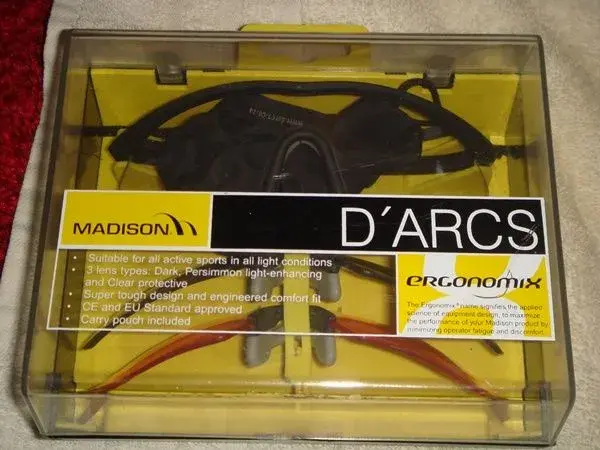 MADISON
D'ARCS
• Suitable for all active sports in all light conditions
• 3 lens types: Dark, Persimmon light-enhancing
and Clear protective
• Super tough design and engineered comfort fit
• CE and EU Standard approved
• Carry pouch included
ERGONOMIX
The Ergonomix® name signifies the applied
science of equipment design, to maximize
the performance of your Madison product by
minimizing operator fatigue and discomfort.